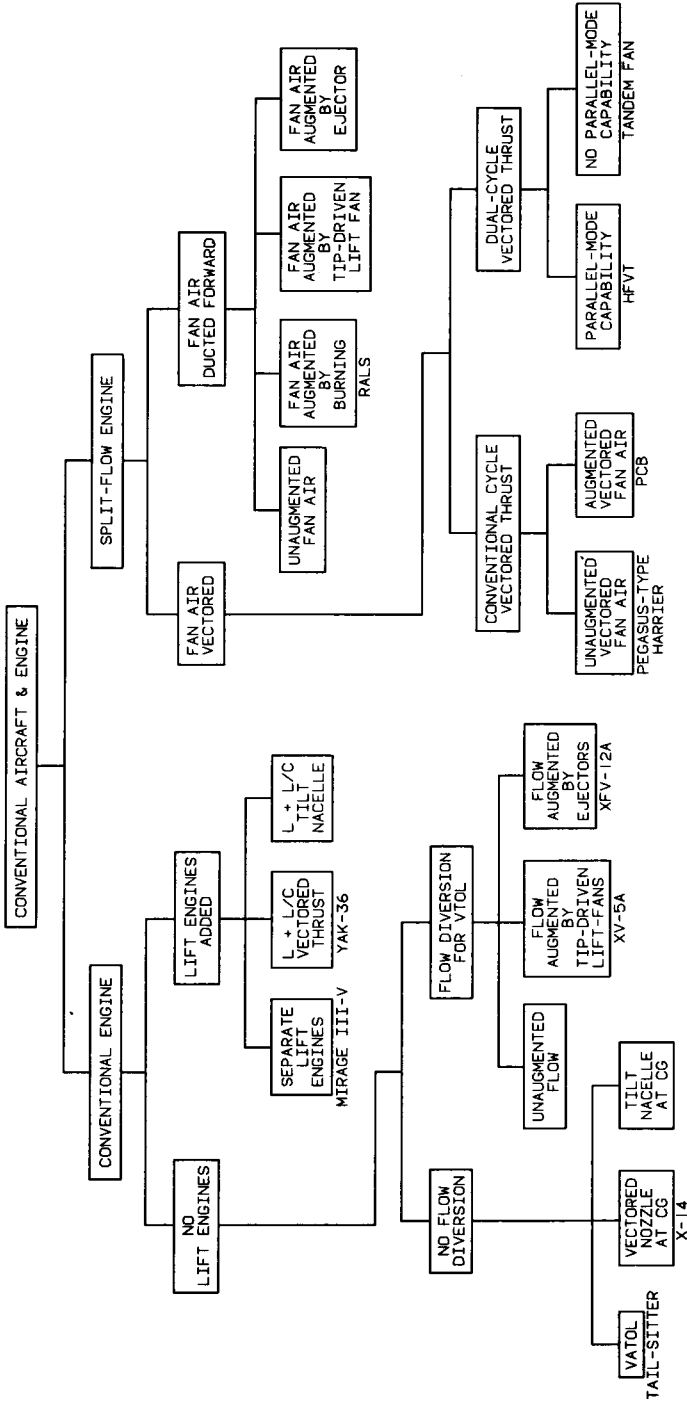 CONVENTIONAL AIRCRAFT & ENGINE
CONVENTIONAL ENGINE
SPLIT-FLOW ENGINE
NO
LIFT ENGINES
LIFT ENGINES
ADDED
FAN AIR
VECTORED
FAN AIR
DUCTED FORWARD
SEPARATE
LIFT
ENGINES
MIRAGE III-V
L + L/C
VECTORED
THRUST
YAK-36
L + L/C
TILT
NACELLE
UNAUGMENTED
FAN AIR
FAN AIR
AUGMENTED
BY
BURNING
RALS
FAN AIR
AUGMENTED
BY
TIP-DRIVEN
LIFT FAN
FAN AIR
AUGMENTED
BY
EJECTOR
NO FLOW
DIVERSION
FLOW DIVERSION
FOR VTOL
CONVENTIONAL CYCLE
VECTORED THRUST
DUAL-CYCLE
VECTORED THRUST
UNAUGMENTED
FLOW
FLOW
AUGMENTED
BY
TIP-DRIVEN
LIFT-FANS
XV-5A
FLOW
AUGMENTED
BY
EJECTORS
XFV-12A
UNAUGMENTED
VECTORED
FAN AIR
PEGASUS-TYPE
HARRIER
AUGMENTED
VECTORED
FAN AIR
PCB
PARALLEL-MODE
CAPABILITY
HFVT
NO PARALLEL-MODE
CAPABILITY
TANDEM FAN
VATOL
TAIL-SITTER
VECTORED
NOZZLE
AT CG
X-14
TILT
NACELLE
AT CG